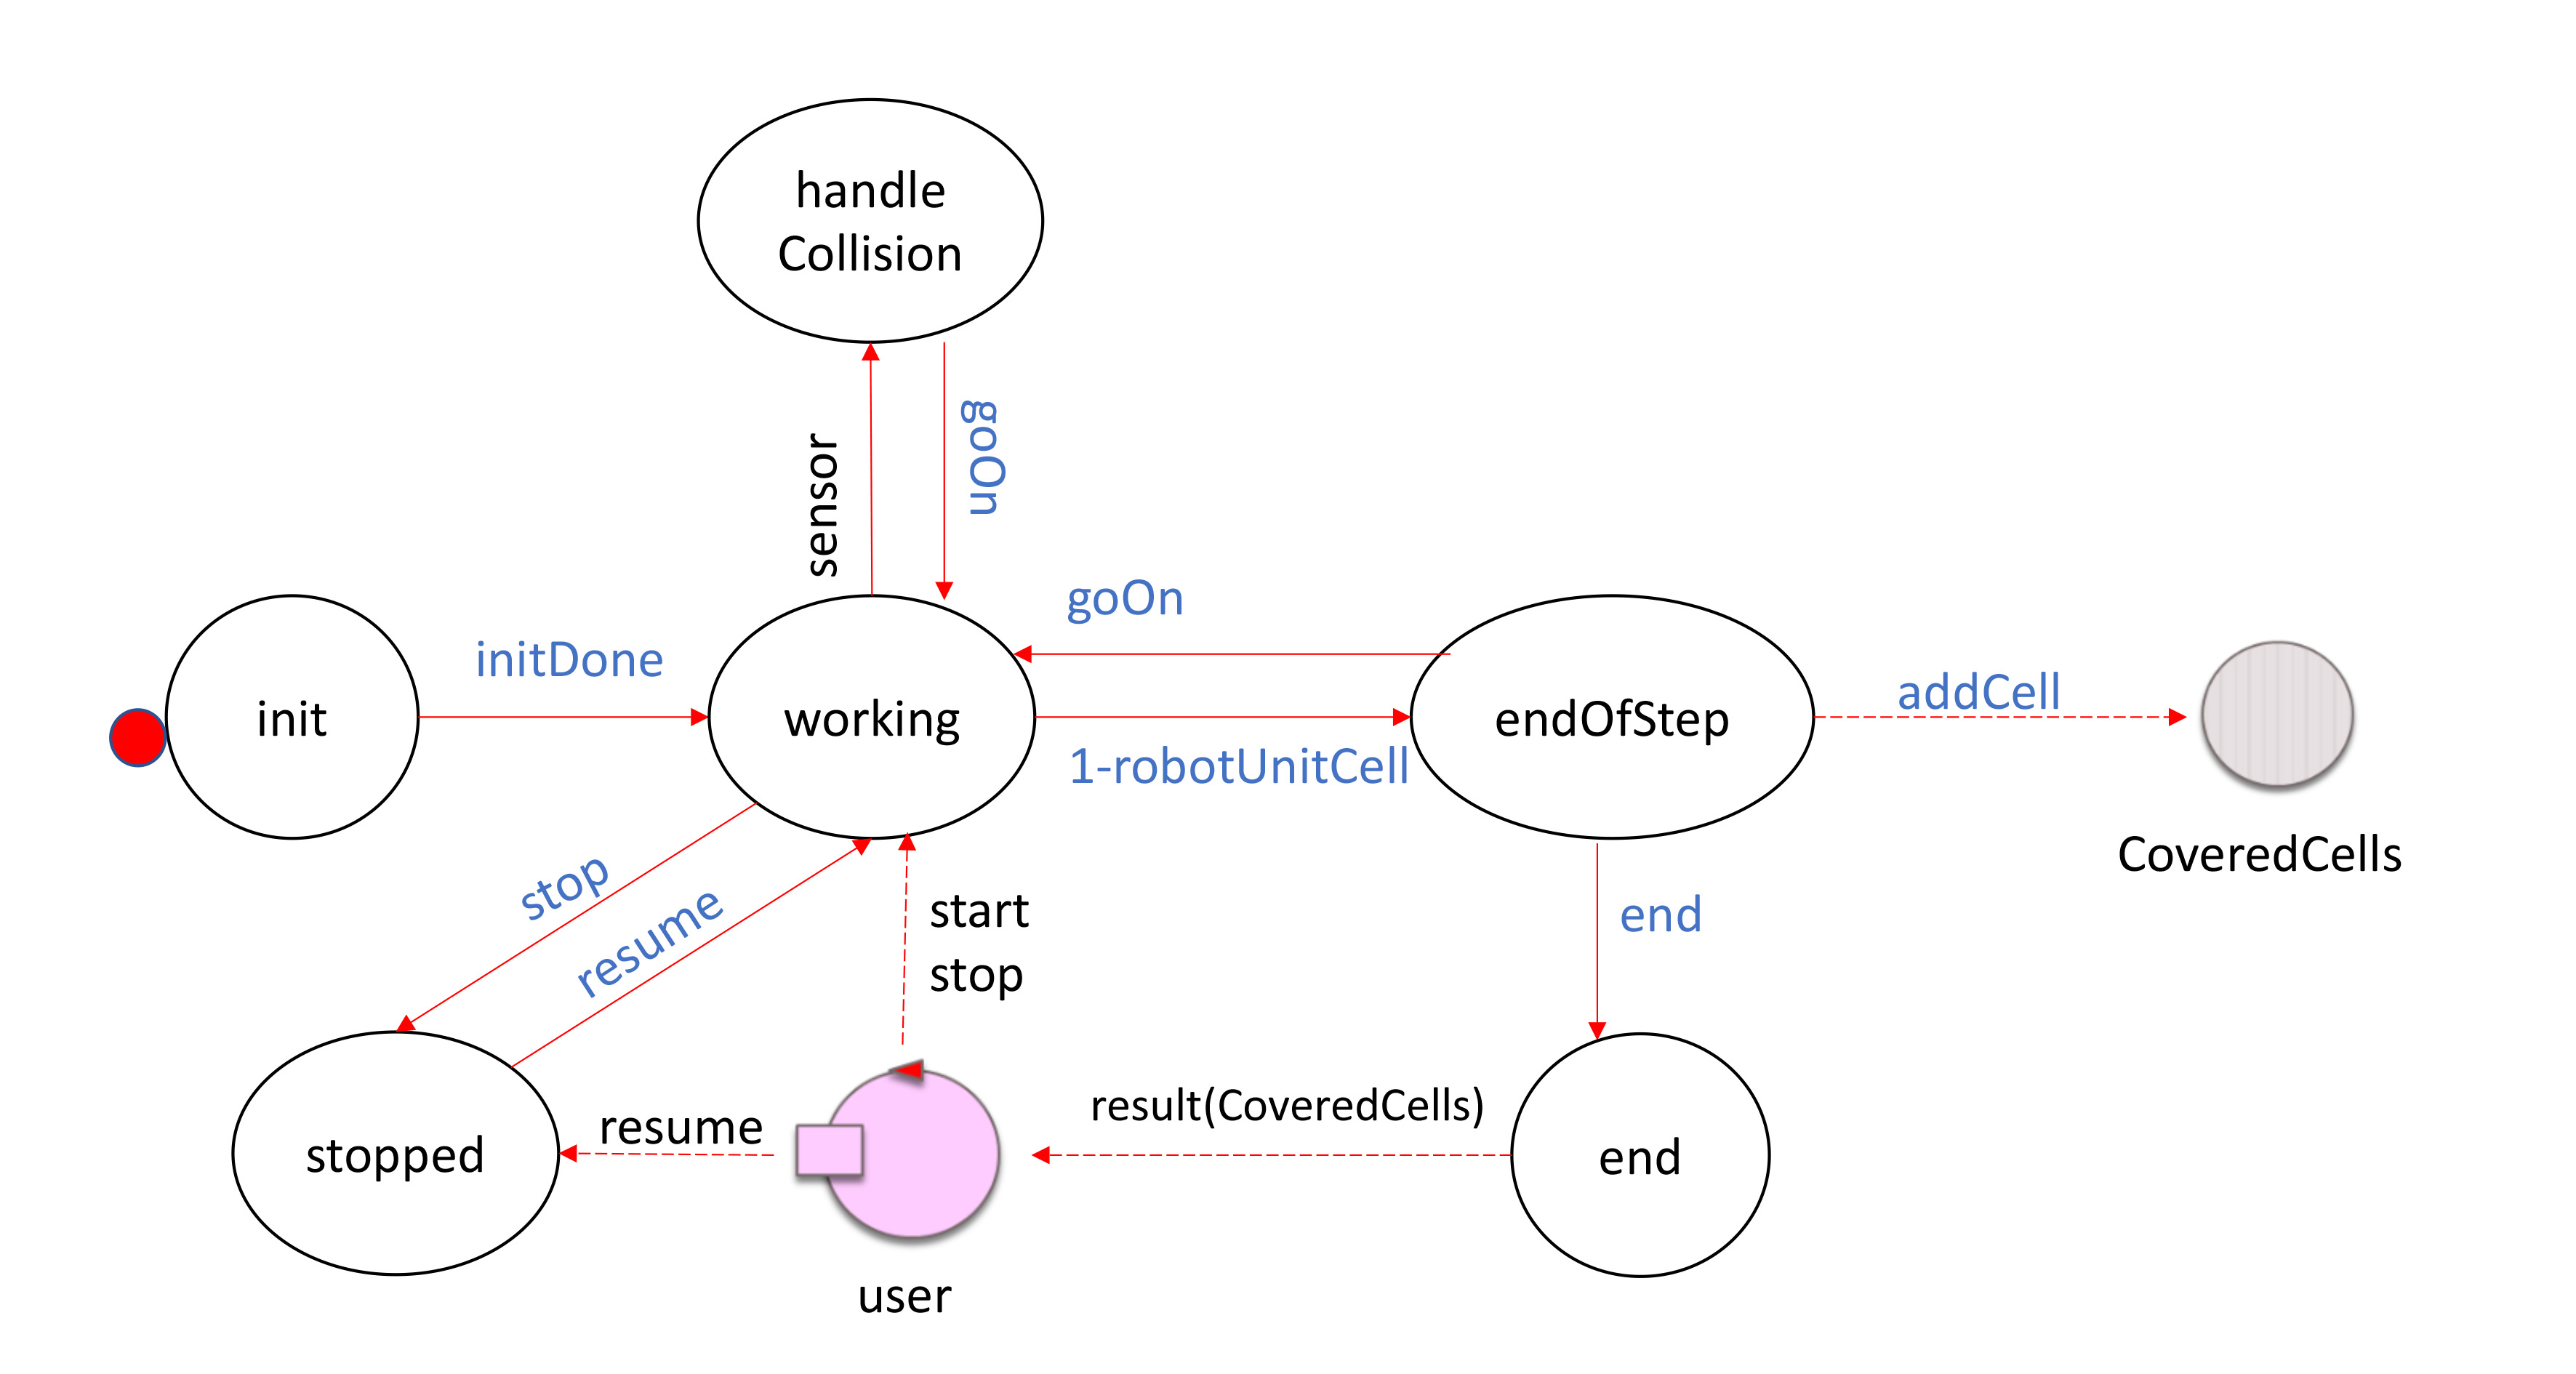 handle
Collision
sensor
goOn
goOn
initDone
init
working
endOfStep
addCell
1-robotUnitCell
CoveredCells
stop
resume
start
stop
end
result(CoveredCells)
resume
stopped
end
user